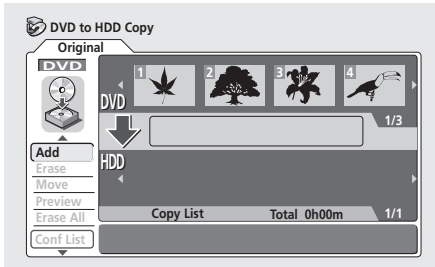 DVD to HDD Copy
Original
DVD
1 2 3 4
DVD
1/3
Add
HDD
Erase
Move
Preview
Copy List Total 0h00m 1/1
Erase All
Conf List